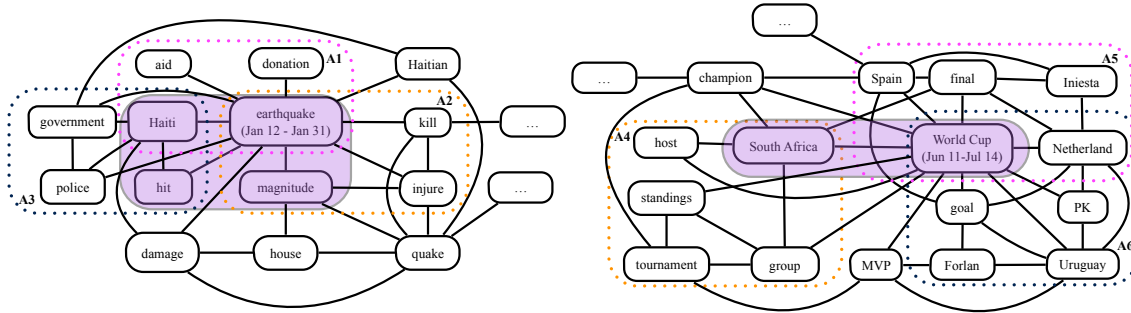 aid
donation
A1
Haitian
government
Haiti
earthquake
(Jan 12 - Jan 31)
A2
kill
...
police
hit
magnitude
injure
...
A3
damage
house
quake
...
...
champion
Spain
final
Iniesta
A5
A4
host
South Africa
World Cup
(Jun 11-Jul 14)
Netherland
standings
goal
PK
tournament
group
MVP
Forlan
Uruguay
A6